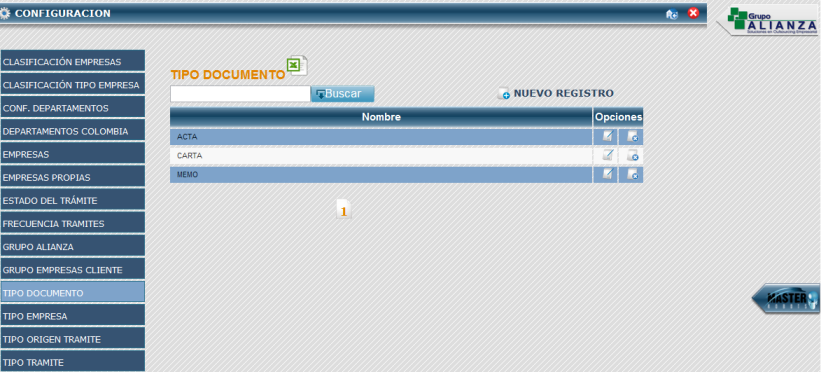 CONFIGURACION
Grupo
ALIANZA
Soluciones en Outsourcing Empresarial
CLASIFICACIÓN EMPRESAS
CLASIFICACIÓN TIPO EMPRESA
CONF. DEPARTAMENTOS
DEPARTAMENTOS COLOMBIA
EMPRESAS
EMPRESAS PROPIAS
ESTADO DEL TRÁMITE
FRECUENCIA TRAMITES
GRUPO ALIANZA
GRUPO EMPRESAS CLIENTE
TIPO DOCUMENTO
TIPO EMPRESA
TIPO ORIGEN TRAMITE
TIPO TRAMITE
TIPO DOCUMENTO
Buscar
NUEVO REGISTRO
Nombre Opciones
ACTA
CARTA
MEMO
1
MASTER